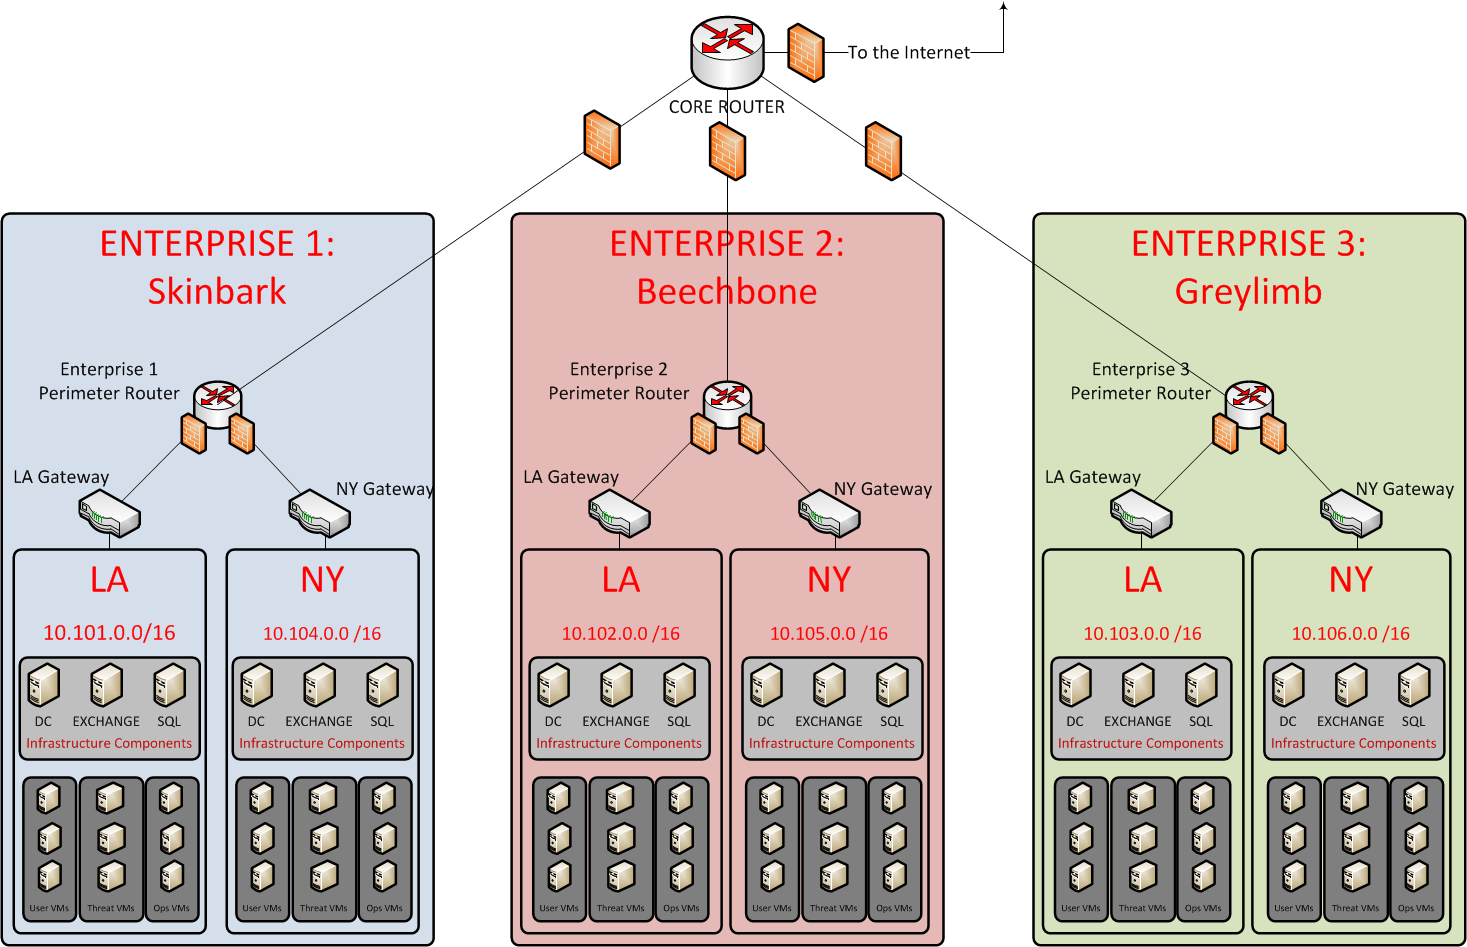 To the Internet
CORE ROUTER
ENTERPRISE 1:
Skinbark
Enterprise 1
Perimeter Router
LA Gateway
NY Gateway
LA
10.101.0.0/16
DC EXCHANGE SQL
Infrastructure Components
User VMs Threat VMs Ops VMs
NY
10.104.0.0 /16
DC EXCHANGE SQL
Infrastructure Components
User VMs Threat VMs Ops VMs
ENTERPRISE 2:
Beechbone
Enterprise 2
Perimeter Router
LA Gateway
NY Gateway
LA
10.102.0.0 /16
DC EXCHANGE SQL
Infrastructure Components
User VMs Threat VMs Ops VMs
NY
10.105.0.0 /16
DC EXCHANGE SQL
Infrastructure Components
User VMs Threat VMs Ops VMs
ENTERPRISE 3:
Greylimb
Enterprise 3
Perimeter Router
LA Gateway
NY Gateway
LA
10.103.0.0 /16
DC EXCHANGE SQL
Infrastructure Components
User VMs Threat VMs Ops VMs
NY
10.106.0.0 /16
DC EXCHANGE SQL
Infrastructure Components
User VMs Threat VMs Ops VMs